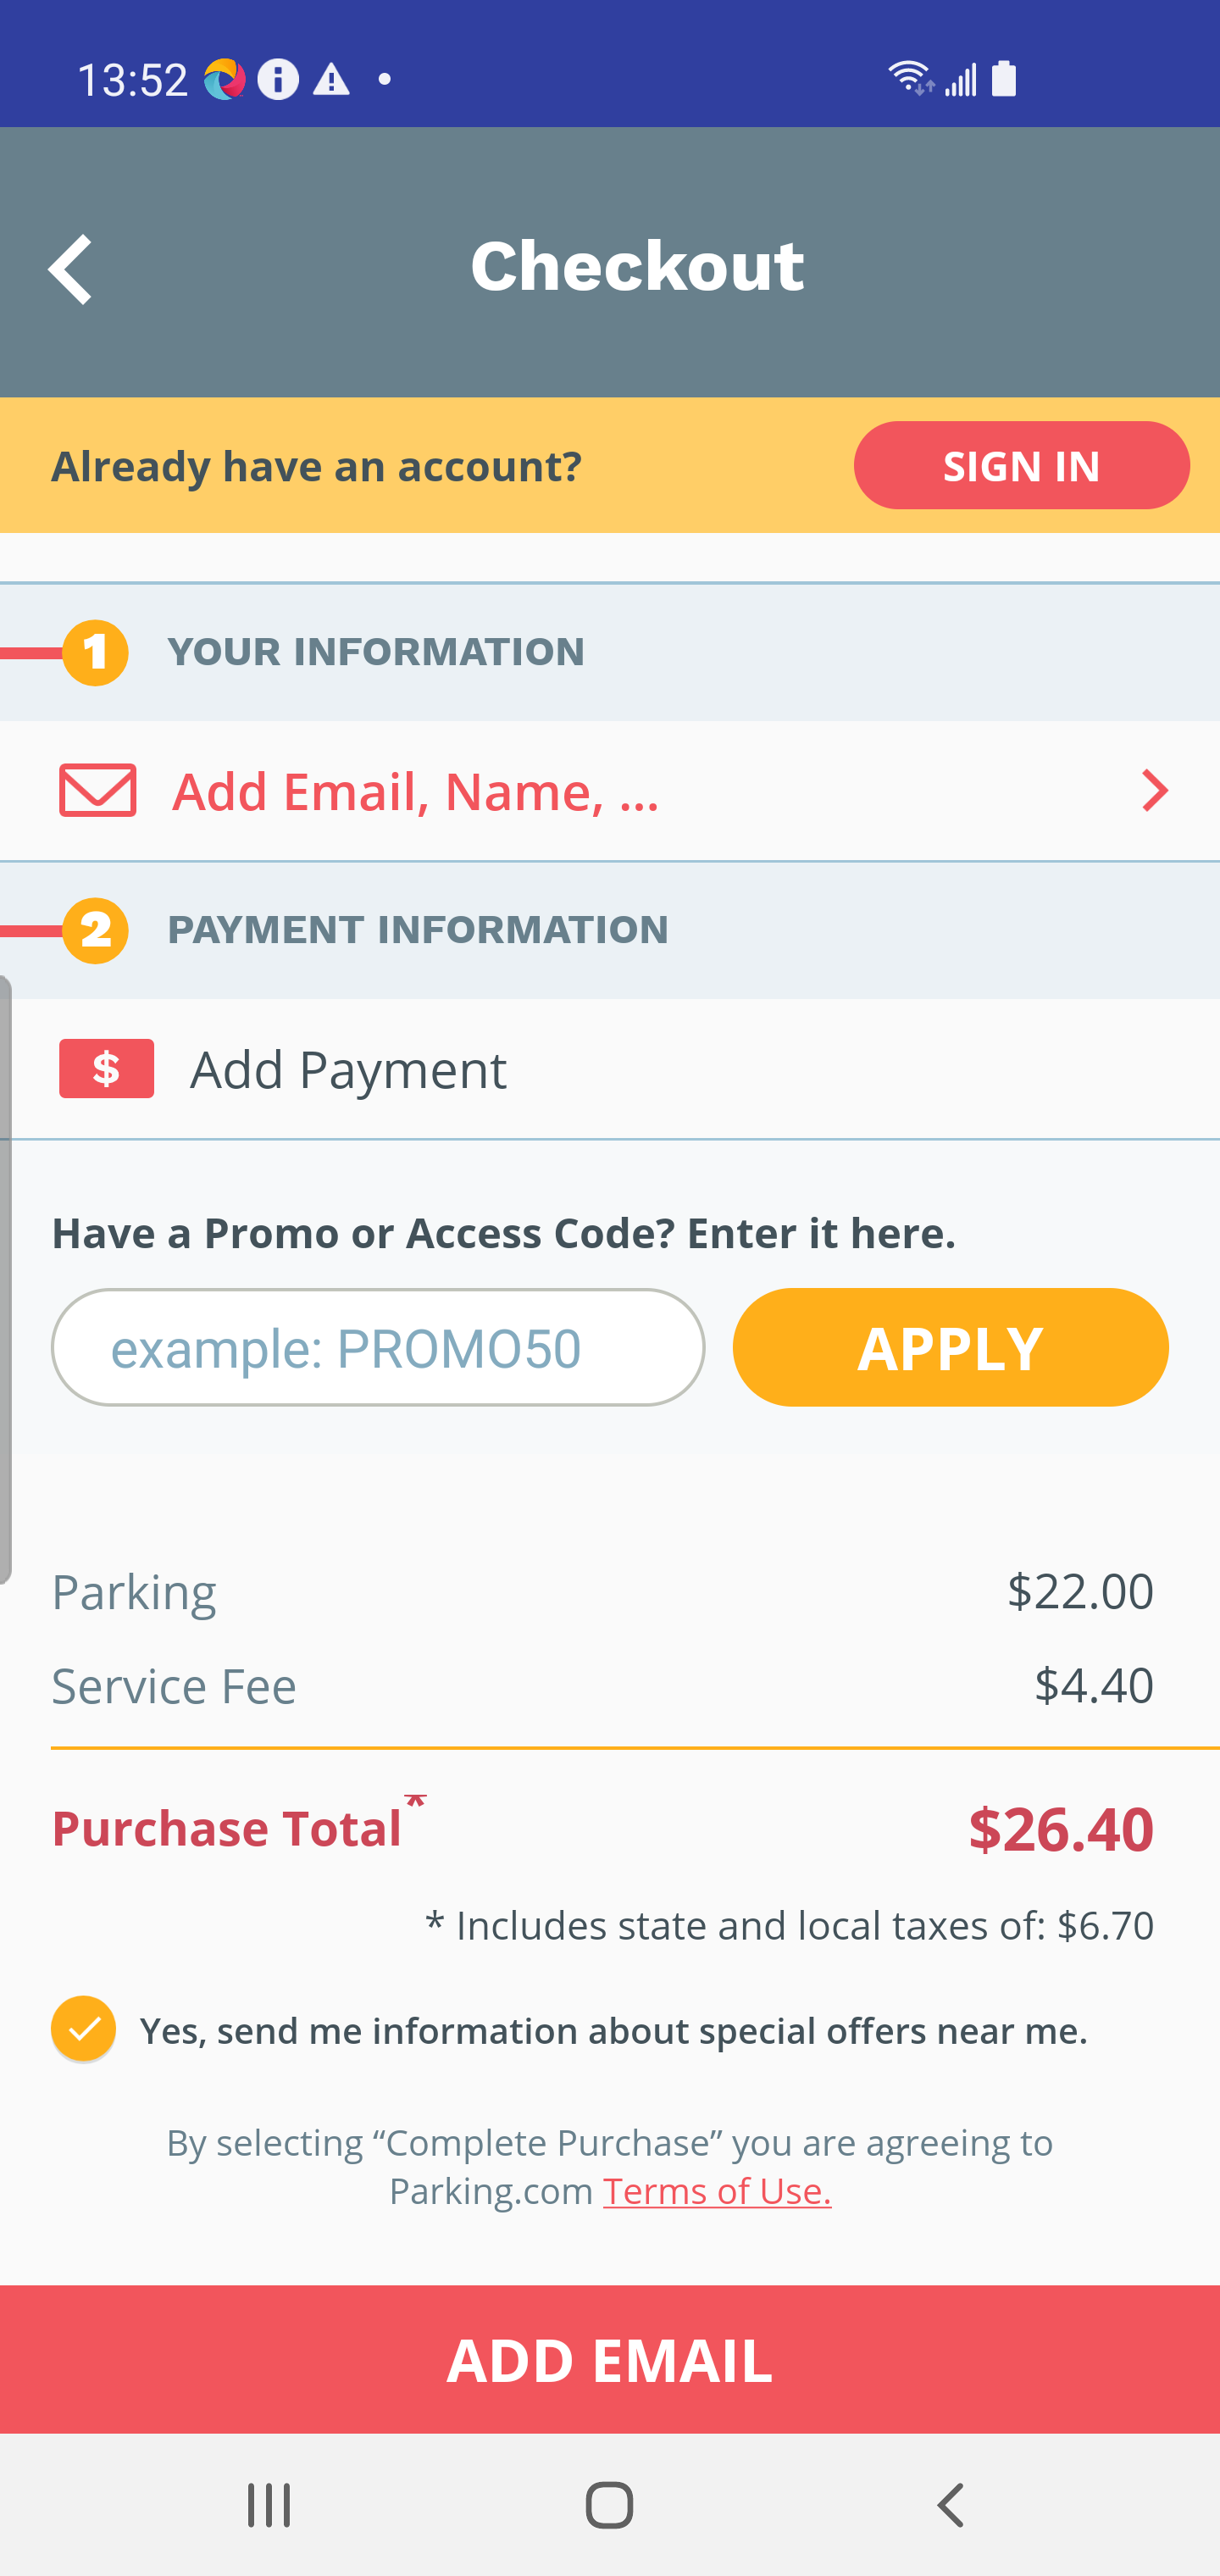 13:52
Checkout
Already have an account?
SIGN IN
1 YOUR INFORMATION
Add Email, Name, ...
2 PAYMENT INFORMATION
$ Add Payment
Have a Promo or Access Code? Enter it here.
example: PROMO50
APPLY
Parking $22.00
Service Fee $4.40
Purchase Total* $26.40
* Includes state and local taxes of: $6.70
Yes, send me information about special offers near me.
By selecting “Complete Purchase” you are agreeing to
Parking.com Terms of Use.
ADD EMAIL